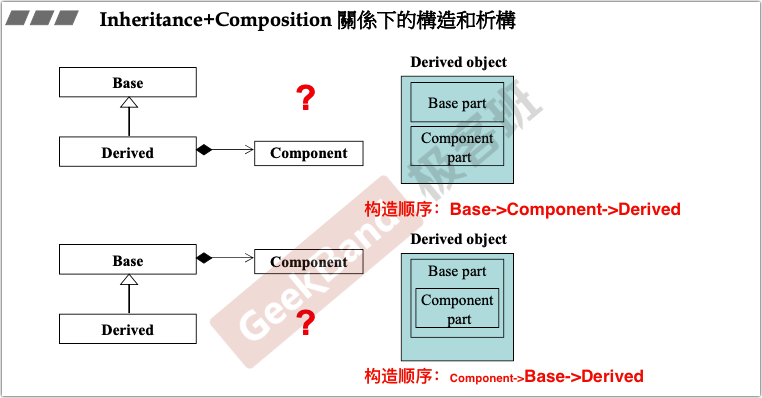 Inheritance+Composition 關係下的構造和析構
Base
Derived
Component
?
Derived object
Base part
Component
part
构造顺序：Base->Component->Derived
Base
Derived
Component
?
Derived object
Base part
Component
part
构造顺序：Component->Base->Derived
GeekBand 极客班